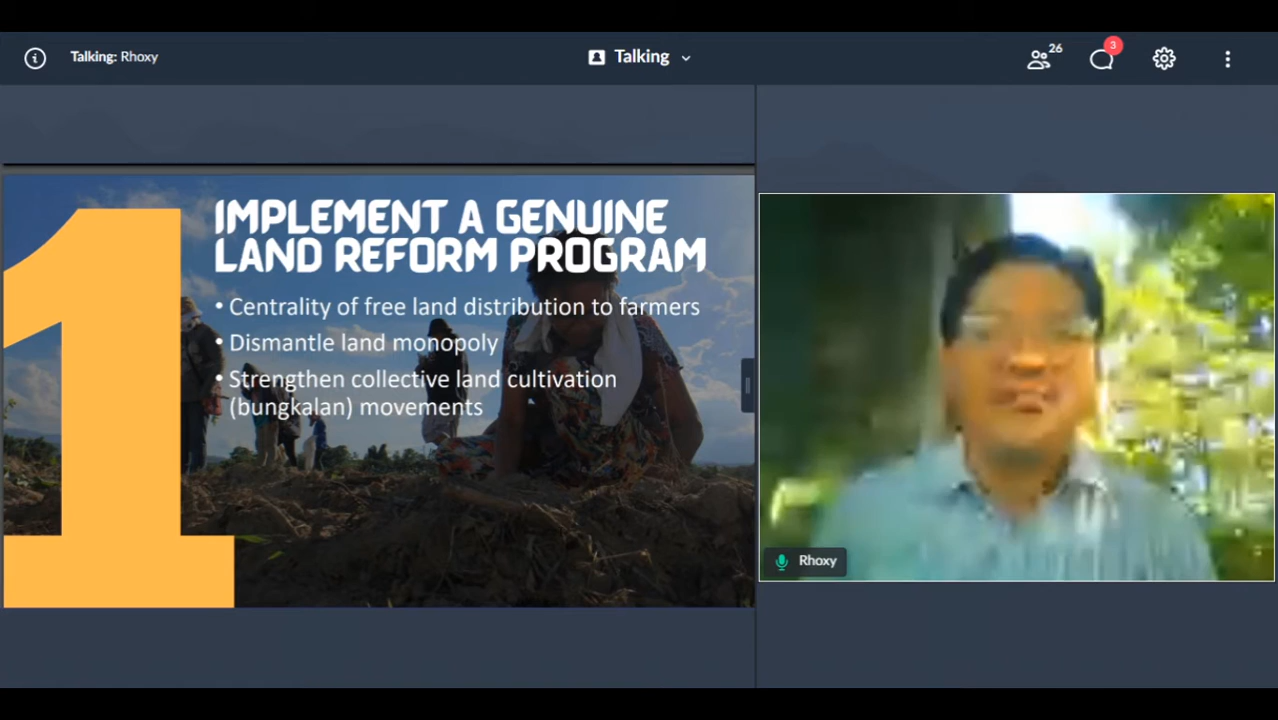 Talking: Rhoxy
Talking
26
3
1
IMPLEMENT A GENUINE
LAND REFORM PROGRAM
• Centrality of free land distribution to farmers
• Dismantle land monopoly
• Strengthen collective land cultivation
(bungkalan) movements
Rhoxy